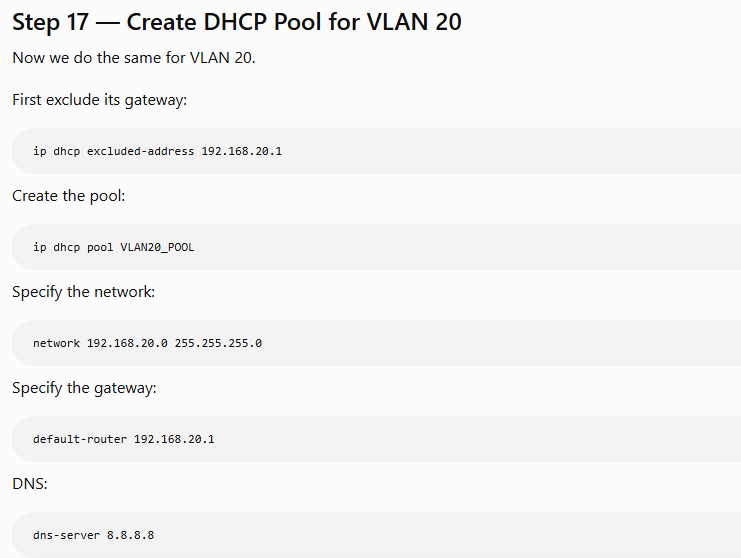 Step 17 — Create DHCP Pool for VLAN 20
Now we do the same for VLAN 20.
First exclude its gateway:
ip dhcp excluded-address 192.168.20.1
Create the pool:
ip dhcp pool VLAN20_POOL
Specify the network:
network 192.168.20.0 255.255.255.0
Specify the gateway:
default-router 192.168.20.1
DNS:
dns-server 8.8.8.8